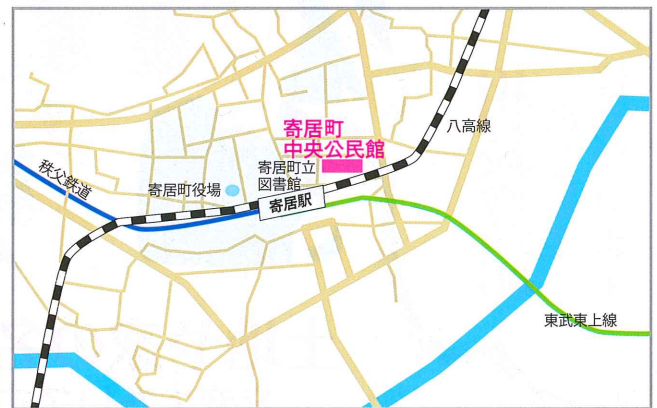 八高線
寄居町
中央公民館
秩父鉄道
寄居町役場
寄居町立
図書館
寄居駅
東武東上線